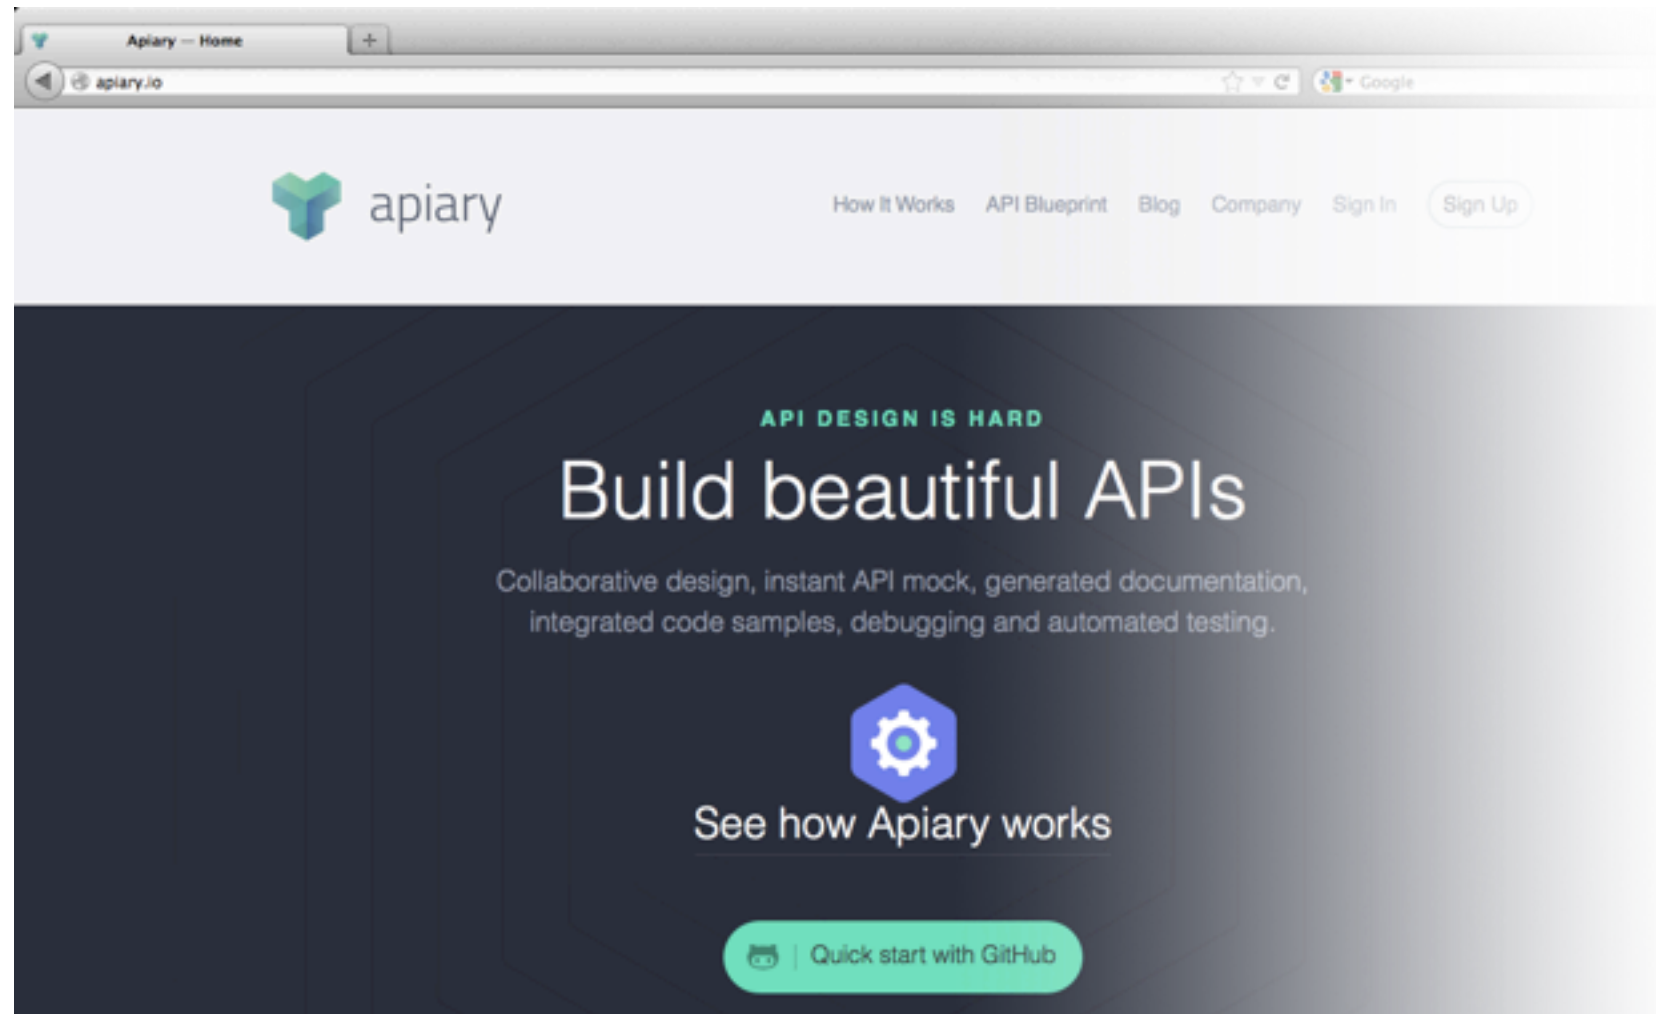 Apiary — Home
+
apiary.io
Google
apiary
How It Works API Blueprint Blog Company Sign In Sign Up
API DESIGN IS HARD
Build beautiful APIs
Collaborative design, instant API mock, generated documentation,
integrated code samples, debugging and automated testing.
See how Apiary works
Quick start with GitHub